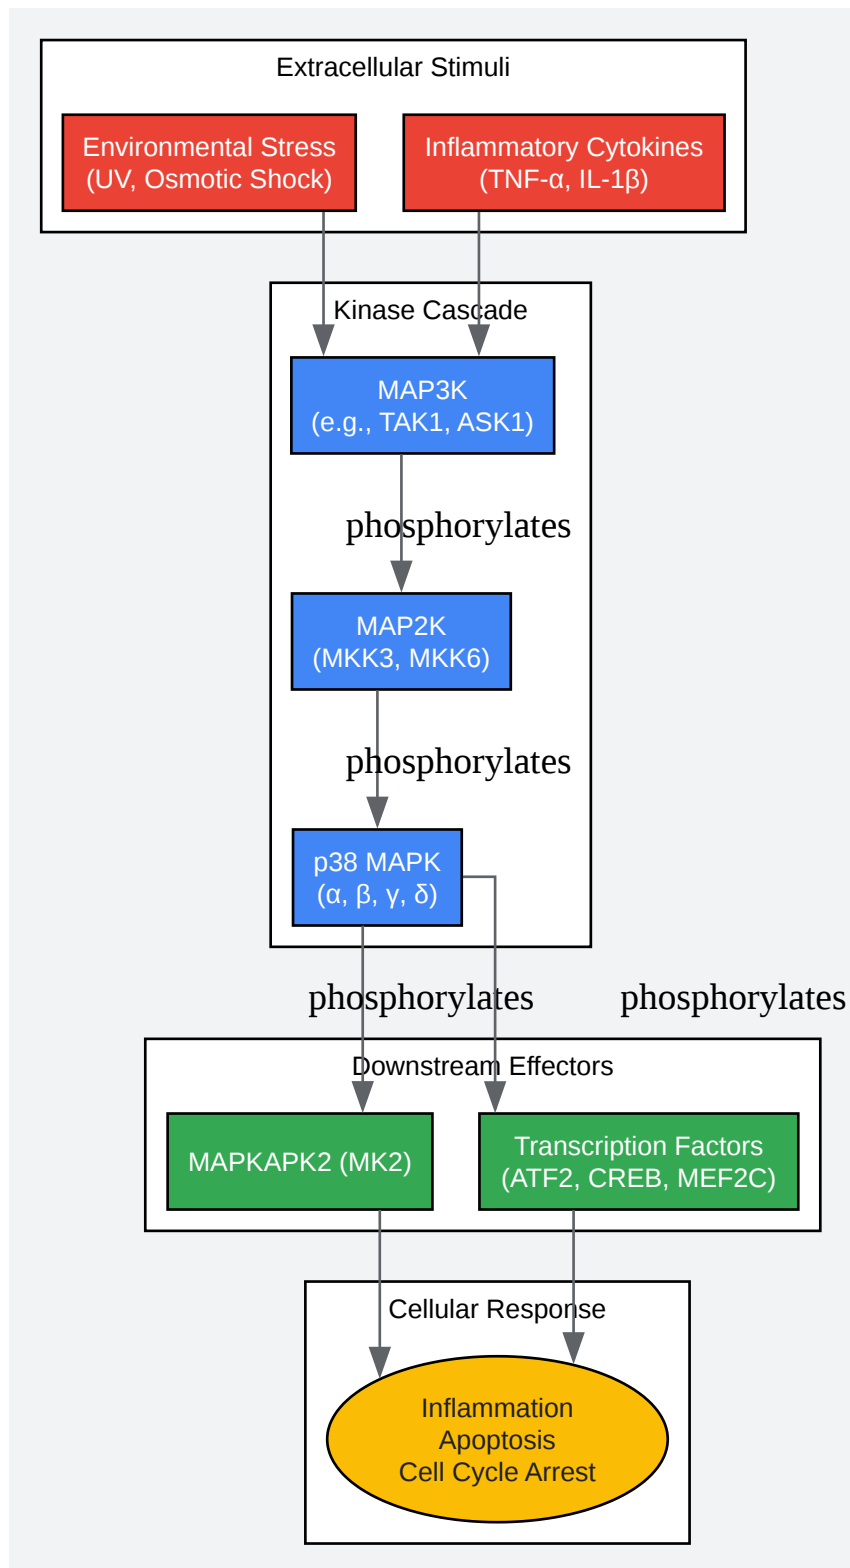 Extracellular Stimuli
Environmental Stress
(UV, Osmotic Shock)
Inflammatory Cytokines
(TNF-α, IL-1β)
Kinase Cascade
MAP3K
(e.g., TAK1, ASK1)
phosphorylates
MAP2K
(MKK3, MKK6)
phosphorylates
p38 MAPK
(α, β, γ, δ)
phosphorylates
phosphorylates
Downstream Effectors
MAPKAPK2 (MK2)
Transcription Factors
(ATF2, CREB, MEF2C)
Cellular Response
Inflammation
Apoptosis
Cell Cycle Arrest